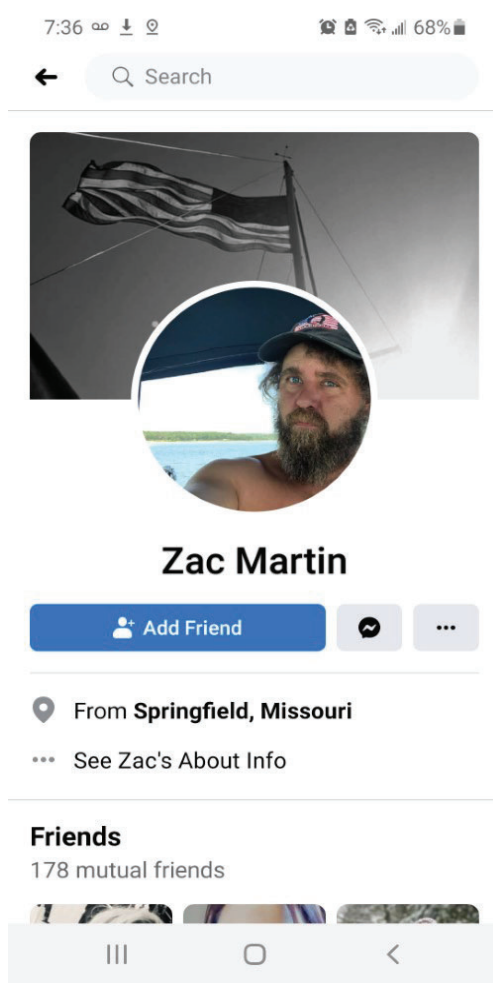 7:36
68%
Search
Zac Martin
Add Friend
From Springfield, Missouri
See Zac's About Info
Friends
178 mutual friends